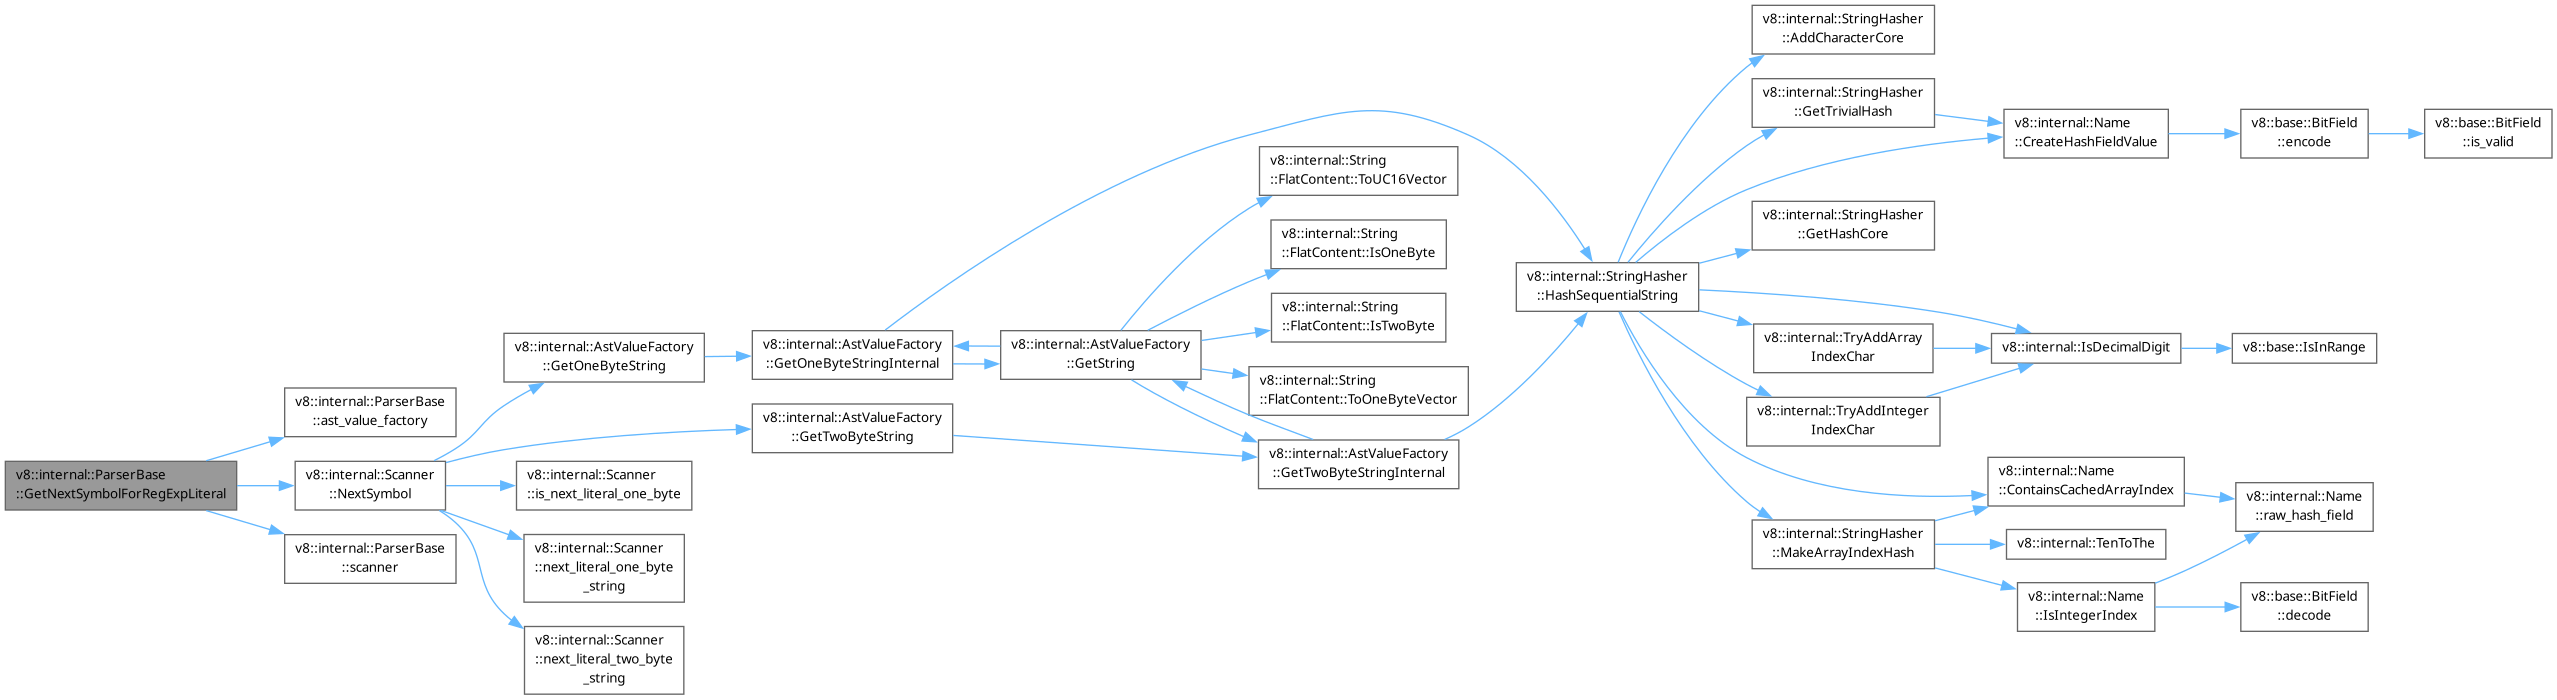 v8::internal::ParserBase
::GetNextSymbolForRegExpLiteral
v8::internal::ParserBase
::ast_value_factory
v8::internal::Scanner
::NextSymbol
v8::internal::ParserBase
::scanner
v8::internal::AstValueFactory
::GetOneByteString
v8::internal::Scanner
::is_next_literal_one_byte
v8::internal::Scanner
::next_literal_one_byte
_string
v8::internal::Scanner
::next_literal_two_byte
_string
v8::internal::AstValueFactory
::GetOneByteStringInternal
v8::internal::AstValueFactory
::GetTwoByteString
v8::internal::AstValueFactory
::GetString
v8::internal::String
::FlatContent::ToUC16Vector
v8::internal::String
::FlatContent::IsOneByte
v8::internal::String
::FlatContent::IsTwoByte
v8::internal::String
::FlatContent::ToOneByteVector
v8::internal::AstValueFactory
::GetTwoByteStringInternal
v8::internal::StringHasher
::HashSequentialString
v8::internal::StringHasher
::AddCharacterCore
v8::internal::StringHasher
::GetTrivialHash
v8::internal::StringHasher
::GetHashCore
v8::internal::TryAddArray
IndexChar
v8::internal::TryAddInteger
IndexChar
v8::internal::StringHasher
::MakeArrayIndexHash
v8::internal::Name
::CreateHashFieldValue
v8::internal::IsDecimalDigit
v8::internal::Name
::ContainsCachedArrayIndex
v8::internal::TenToThe
v8::internal::Name
::IsIntegerIndex
v8::base::BitField
::encode
v8::base::IsInRange
v8::internal::Name
::raw_hash_field
v8::base::BitField
::decode
v8::base::BitField
::is_valid